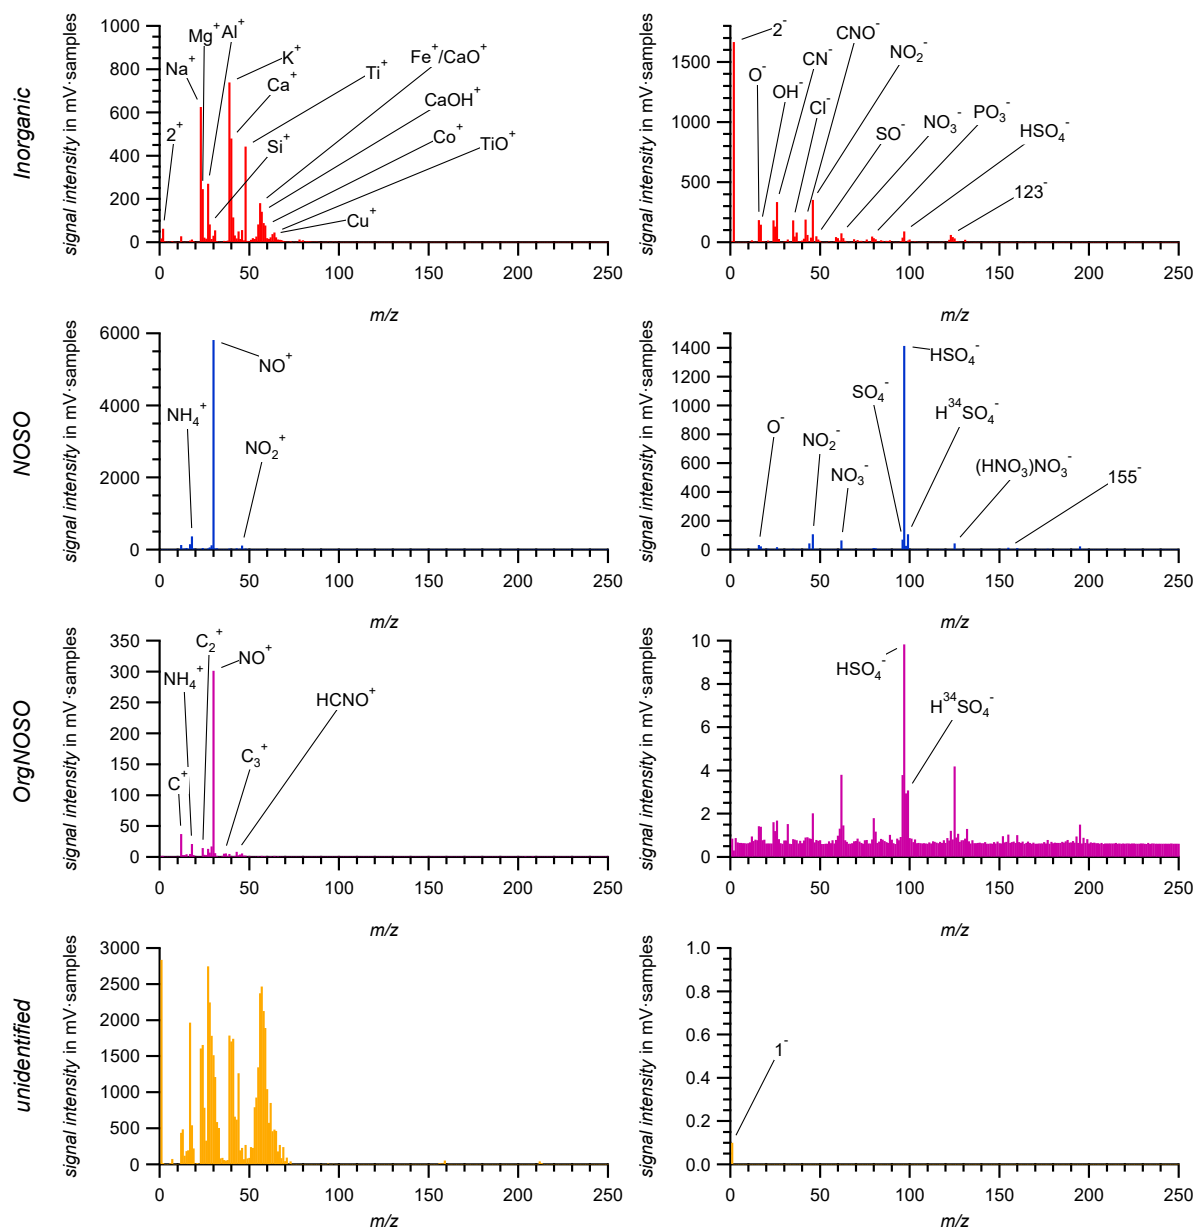 Inorganic
signal intensity in mV·samples
1000
800
600
400
200
0
0 50 100 150 200 250
m/z
2⁺
Na⁺
Mg⁺
Al⁺
Si⁺
K⁺
Ca⁺
Ti⁺
Fe⁺/CaO⁺
CaOH⁺
Co⁺
TiO⁺
Cu⁺
signal intensity in mV·samples
1500
1000
500
0
0 50 100 150 200 250
m/z
2⁻
O⁻
OH⁻
CN⁻
Cl⁻
CNO⁻
NO₂⁻
SO⁻
NO₃⁻
PO₃⁻
HSO₄⁻
123⁻
NOSO
signal intensity in mV·samples
6000
4000
2000
0
0 50 100 150 200 250
m/z
NH₄⁺
NO⁺
NO₂⁺
signal intensity in mV·samples
1400
1200
1000
800
600
400
200
0
0 50 100 150 200 250
m/z
O⁻
NO₂⁻
NO₃⁻
SO₄⁻
HSO₄⁻
H³⁴SO₄⁻
(HNO₃)NO₃⁻
155⁻
OrgNOSO
signal intensity in mV·samples
350
300
250
200
150
100
50
0
0 50 100 150 200 250
m/z
C⁺
NH₄⁺
C₂⁺
NO⁺
C₃⁺
HCNO⁺
signal intensity in mV·samples
10
8
6
4
2
0
0 50 100 150 200 250
m/z
HSO₄⁻
H³⁴SO₄⁻
unidentified
signal intensity in mV·samples
3000
2500
2000
1500
1000
500
0
0 50 100 150 200 250
m/z
signal intensity in mV·samples
1.0
0.8
0.6
0.4
0.2
0.0
0 50 100 150 200 250
m/z
1⁻